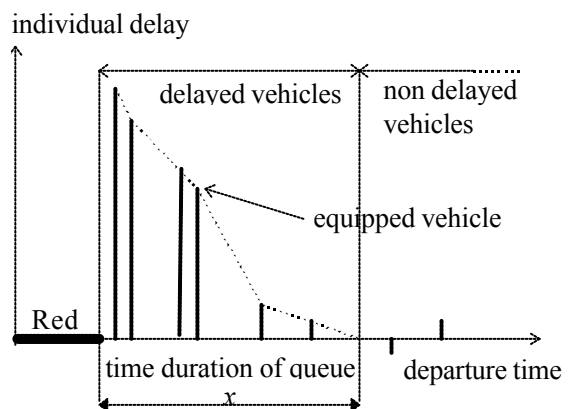 individual delay
delayed vehicles
non delayed
vehicles
equipped vehicle
Red
time duration of queue
departure time
x